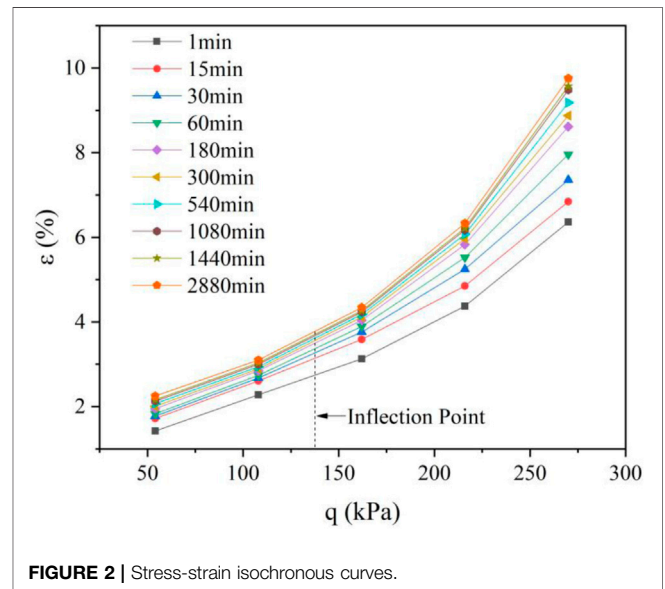 1min
15min
30min
60min
180min
300min
540min
1080min
1440min
2880min
10
8
6
4
2
ε (%)
Inflection Point
50 100 150 200 250 300
q (kPa)
FIGURE 2 | Stress-strain isochronous curves.